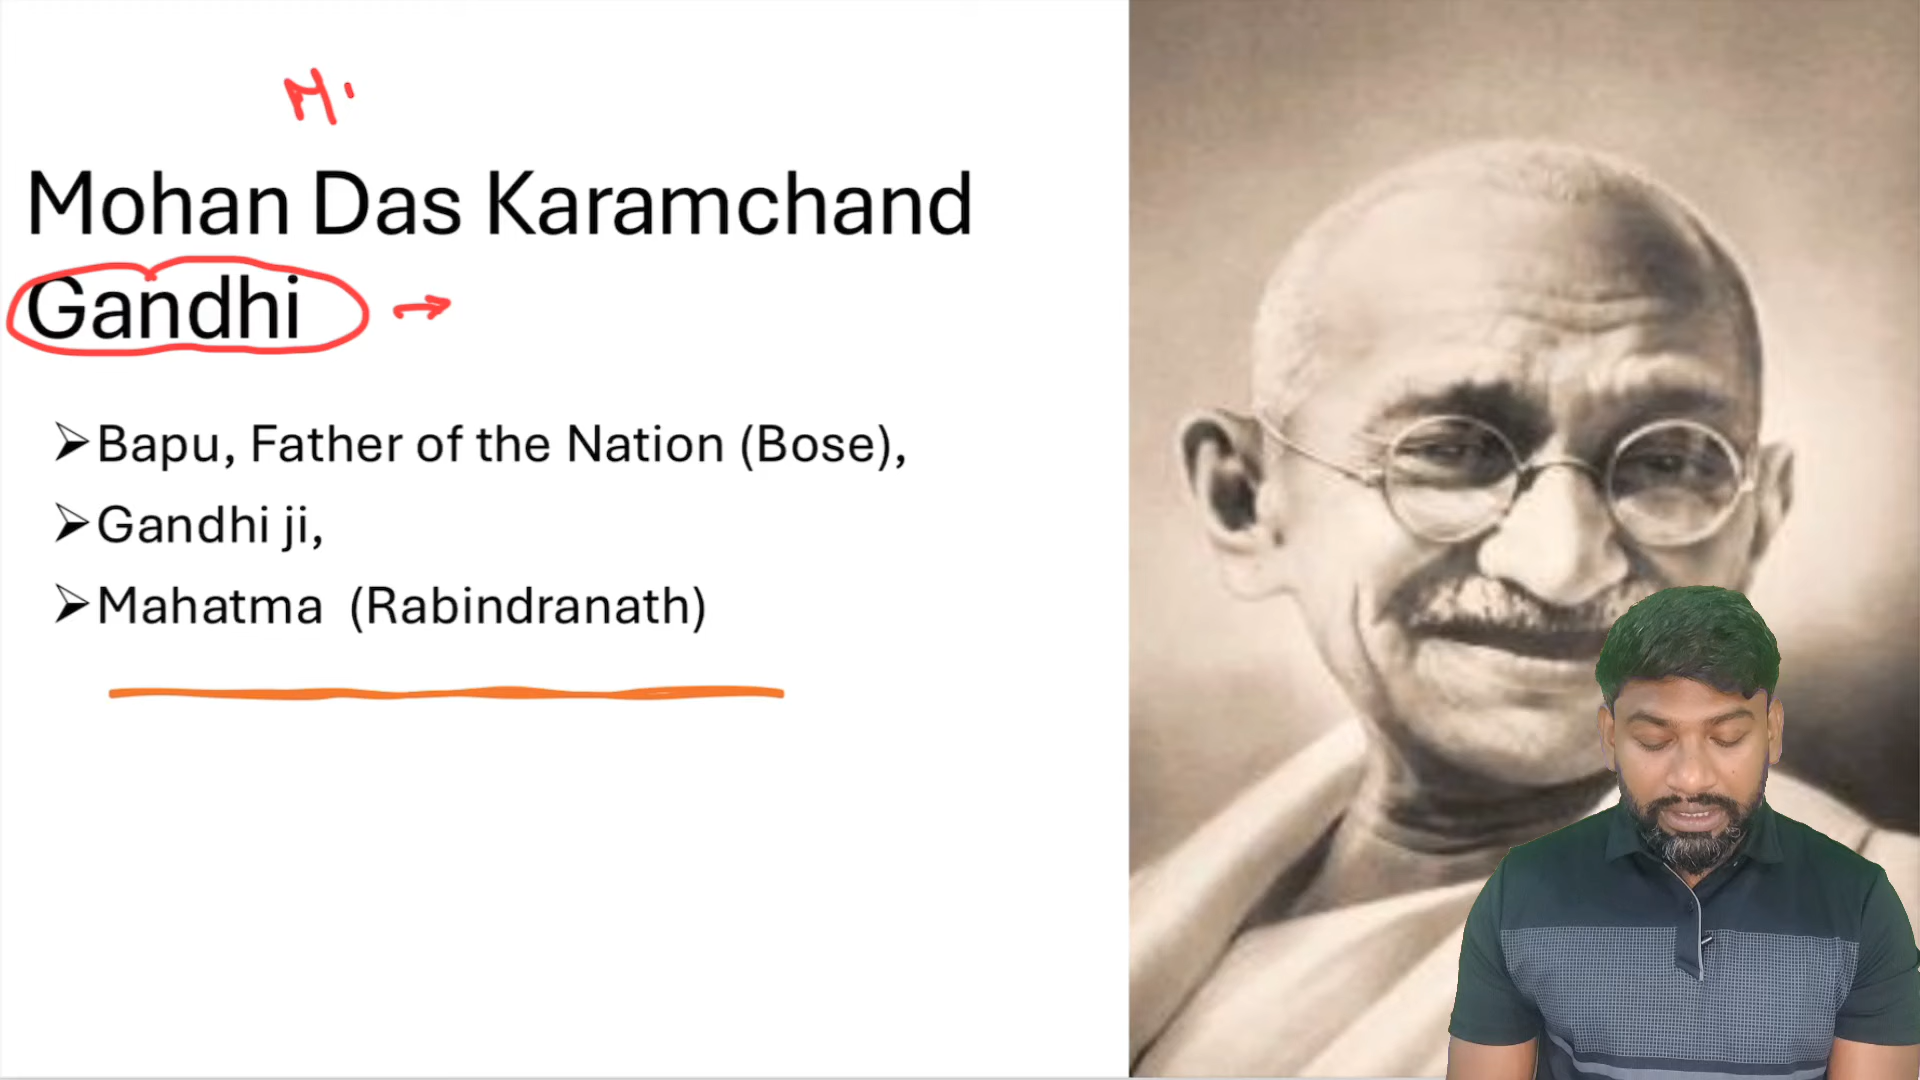 M.
Mohan Das Karamchand
Gandhi →
➢Bapu, Father of the Nation (Bose),
➢Gandhi ji,
➢Mahatma (Rabindranath)